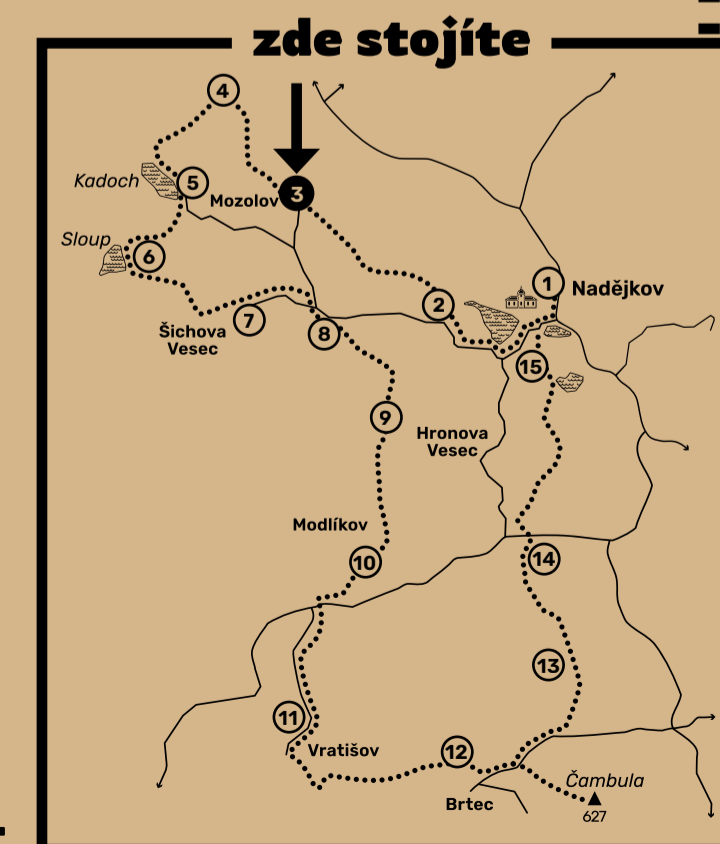 zde stojíte
4
Kadoch
5
Mozolov
3
Sloup
6
1
Nadějkov
2
7
Šichova
Vesec
8
15
9
Hronova
Vesec
Modlíkov
10
14
13
11
Vratišov
12
Čambula
627
Brtec